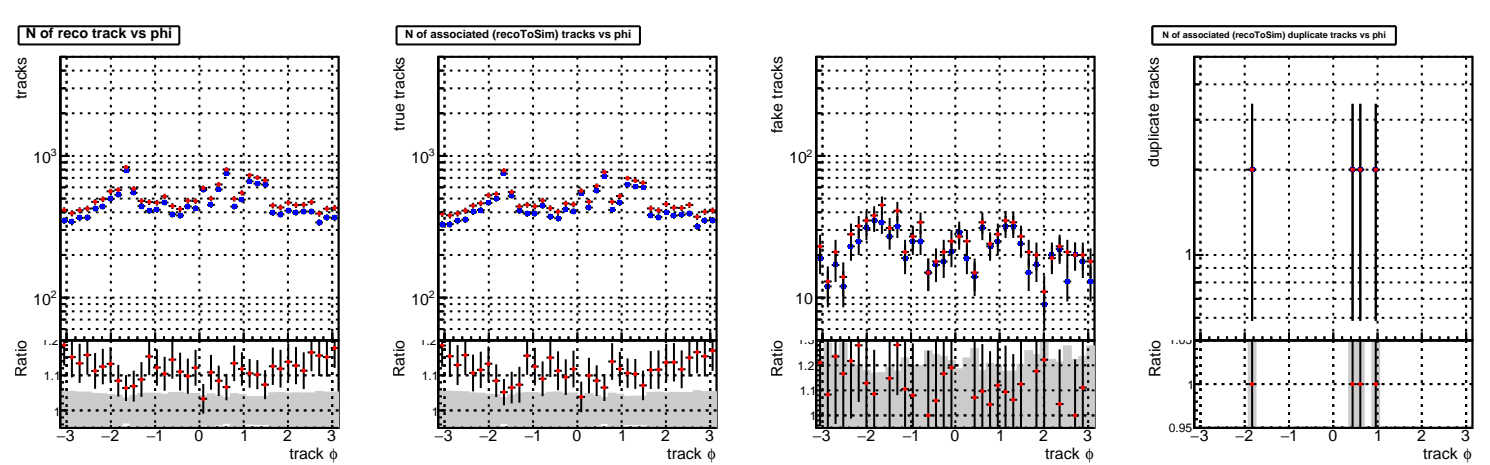 N of reco track vs phi
tracks
10³
10²
Ratio
1.2
1.1
1
−3 −2 −1 0 1 2 3
track ϕ
N of associated (recoToSim) tracks vs phi
true tracks
10³
10²
Ratio
1.2
1.1
1
−3 −2 −1 0 1 2 3
track ϕ
fake tracks
10²
10
Ratio
1.3
1.2
1.1
1
−3 −2 −1 0 1 2 3
track ϕ
N of associated (recoToSim) duplicate tracks vs phi
duplicate tracks
1
Ratio
1.05
1
0.95
−3 −2 −1 0 1 2 3
track ϕ